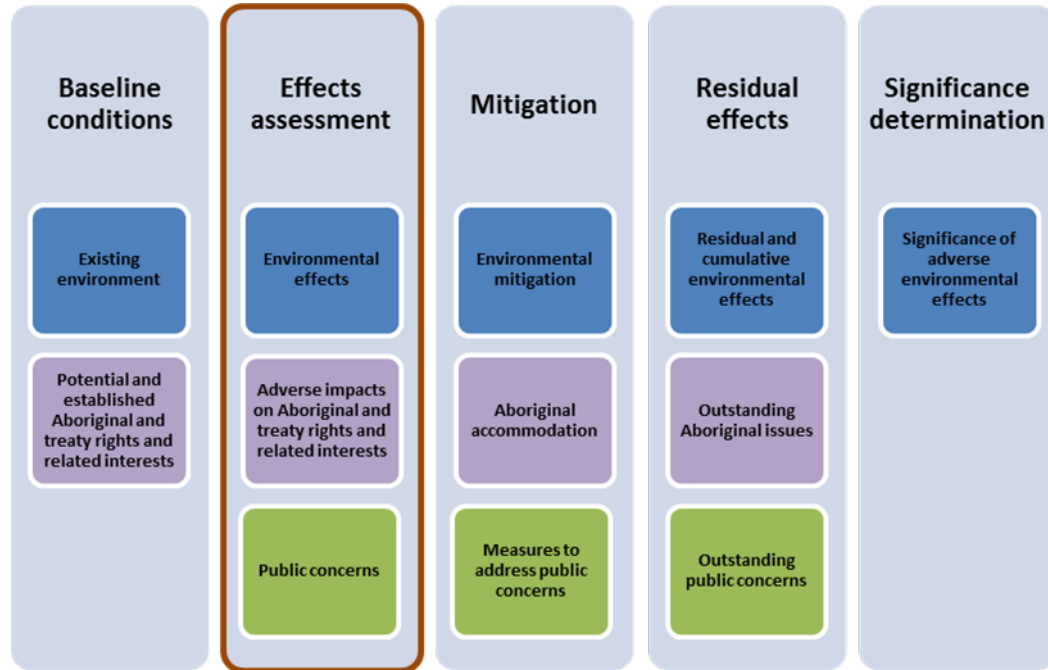 Baseline
conditions
Effects
assessment
Mitigation
Residual
effects
Significance
determination
Existing
environment
Environmental
effects
Environmental
mitigation
Residual and
cumulative
environmental
effects
Significance of
adverse
environmental
effects
Potential and
established
Aboriginal and
treaty rights and
related interests
Adverse impacts
on Aboriginal and
treaty rights and
related interests
Aboriginal
accommodation
Outstanding
Aboriginal issues
Public concerns
Measures to
address public
concerns
Outstanding
public concerns